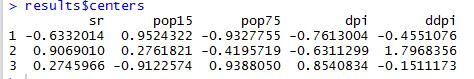 > results$centers
sr pop15 pop75 dpi ddpi
1 -0.6332014 0.9524322 -0.9327755 -0.7613004 -0.4551076
2 0.9069010 0.2761821 -0.4195719 -0.6311299 1.7968356
3 0.2745966 -0.9122574 0.9388050 0.8540834 -0.1511173